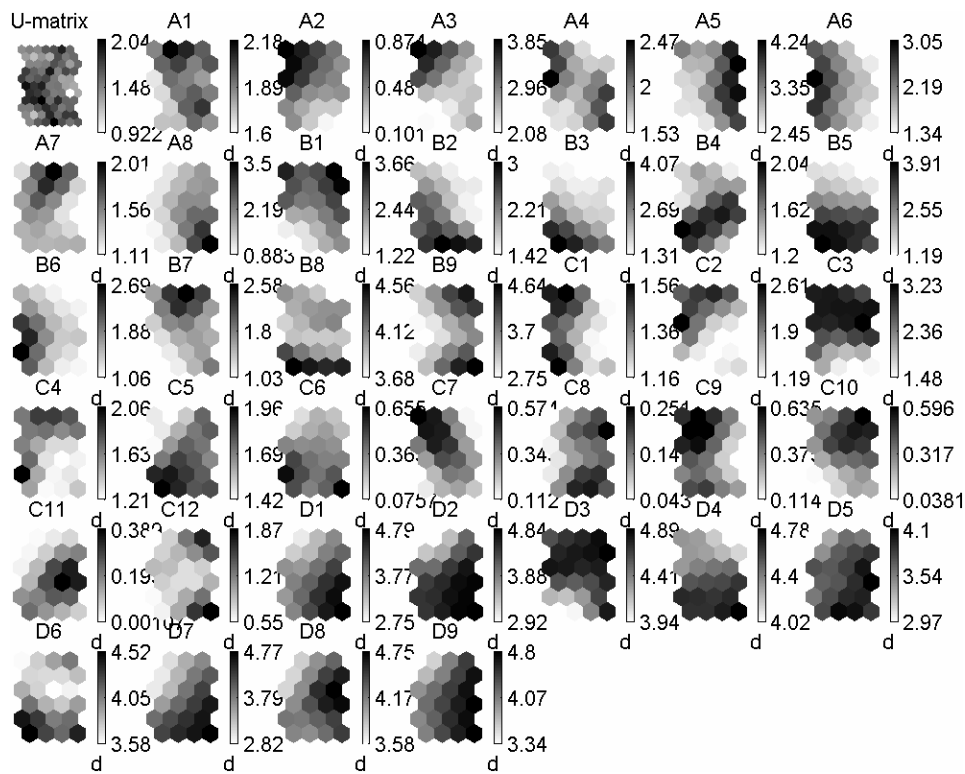 U-matrix A1 A2 A3 A4 A5 A6
2.04 2.18 0.874 3.85 2.47 4.24 3.05
1.48 1.89 0.48 2.96 2 3.35 2.19
0.922 1.6 0.101 2.08 1.53 2.45 1.34
d d d d d d
A7 A8 B1 B2 B3 B4 B5
2.01 3.5 3.66 3 4.07 2.04 3.91
1.56 2.19 2.44 2.21 2.69 1.62 2.55
1.11 0.883 1.22 1.42 1.31 1.2 1.19
d d d d d d d
B6 B7 B8 B9 C1 C2 C3
2.69 2.58 4.56 4.64 1.56 2.61 3.23
1.88 1.8 4.12 3.7 1.36 1.9 2.36
1.06 1.03 3.68 2.75 1.16 1.19 1.48
d d d d d d d
C4 C5 C6 C7 C8 C9 C10
2.06 1.96 0.655 0.574 0.251 0.635 0.596
1.63 1.69 0.36 0.34 0.14 0.37 0.317
1.21 1.42 0.0757 0.112 0.043 0.114 0.0381
d d d d d d d
C11 C12 D1 D2 D3 D4 D5
0.389 1.87 4.79 4.84 4.89 4.78 4.1
0.19 1.21 3.77 3.88 4.41 4.4 3.54
0.00107 0.55 2.75 2.92 3.94 4.02 2.97
d d d d d d d
D6 D7 D8 D9
4.52 4.77 4.75 4.8
4.05 3.79 4.17 4.07
3.58 2.82 3.58 3.34
d d d d